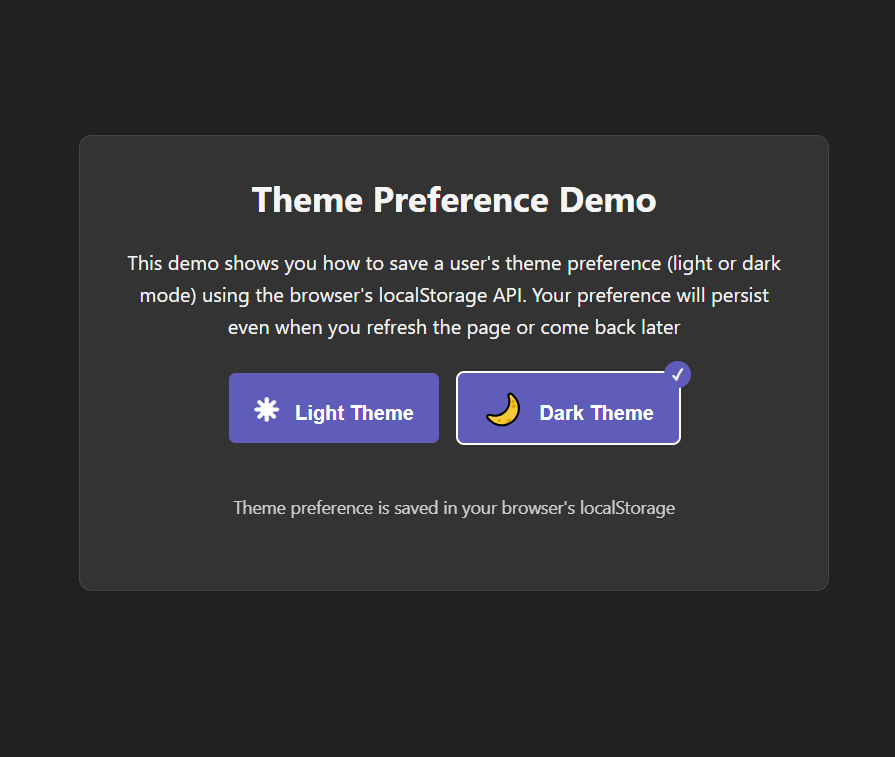 Theme Preference Demo
This demo shows you how to save a user's theme preference (light or dark
mode) using the browser's localStorage API. Your preference will persist
even when you refresh the page or come back later
Light Theme
Dark Theme
Theme preference is saved in your browser's localStorage